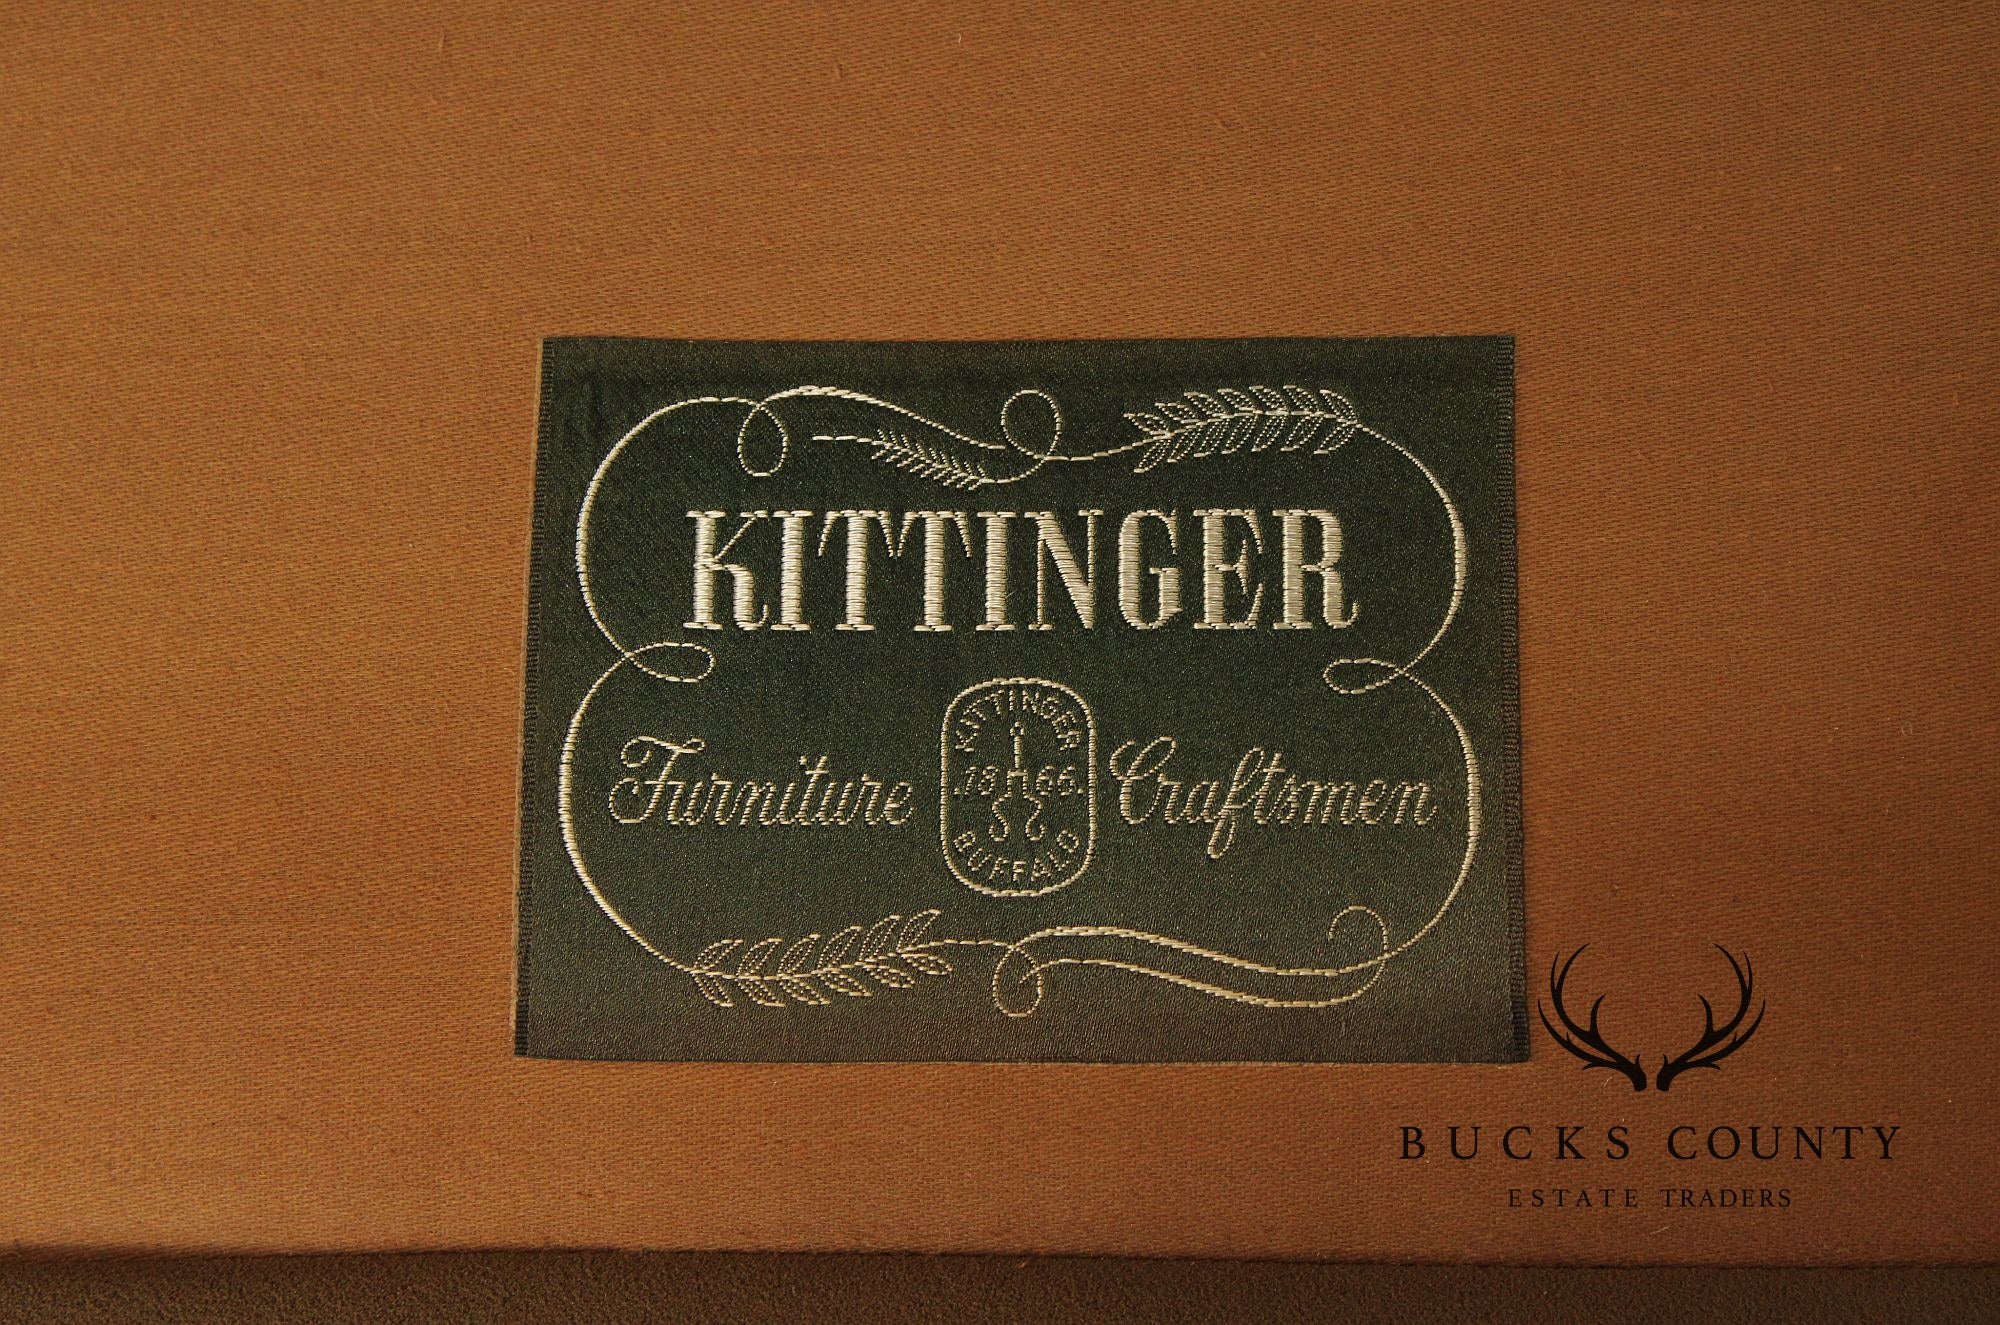 KITTINGER
Furniture Craftsmen
KITTINGER
1866
BUFFALO
BUCKS COUNTY
ESTATE TRADERS